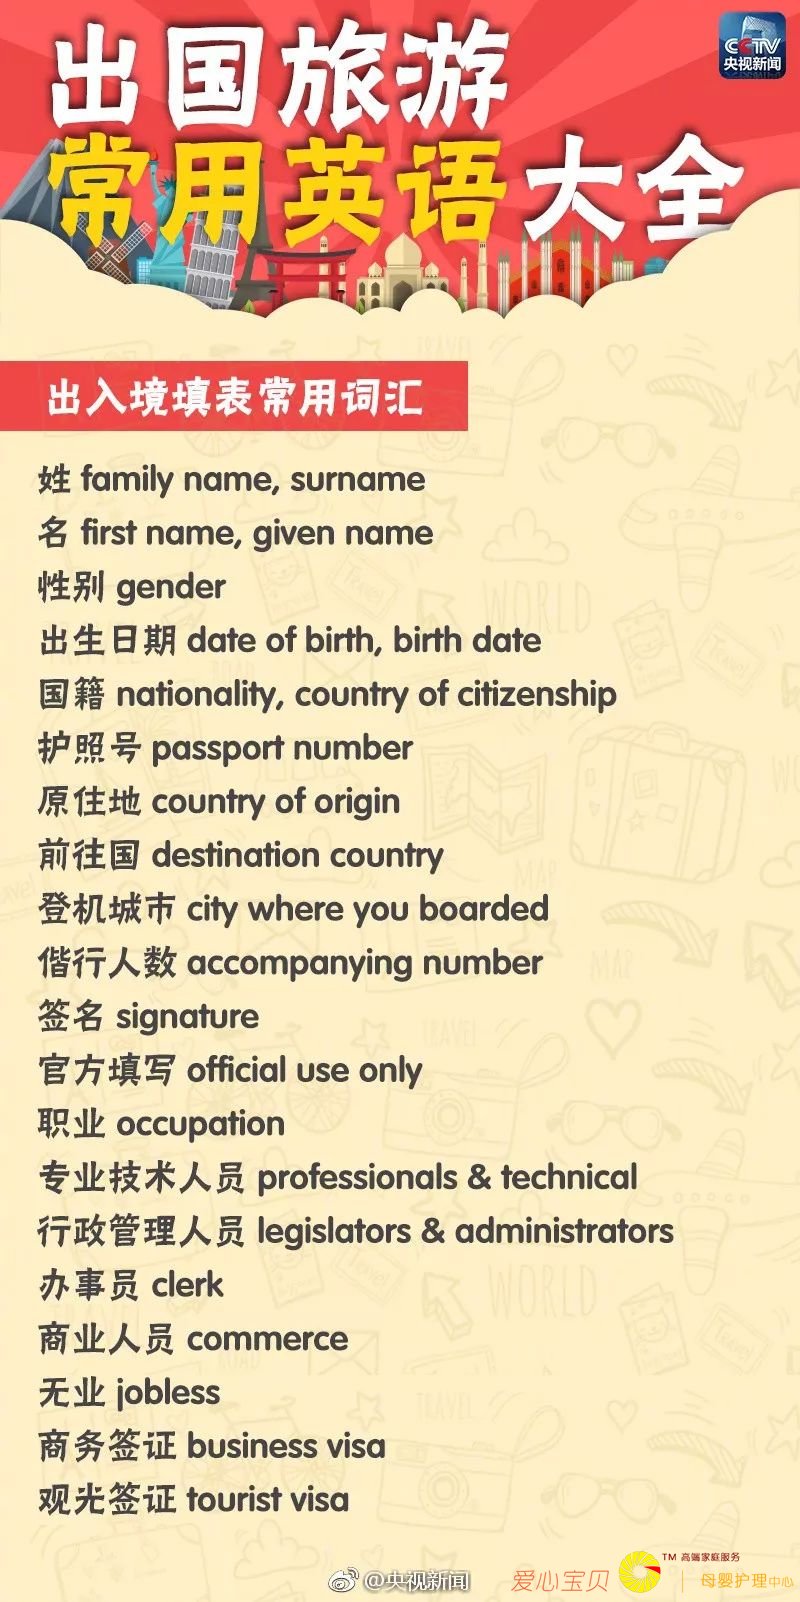 出国旅游
CCTV
央视新闻
常用英语大全
出入境填表常用词汇
姓 family name, surname
名 first name, given name
性别 gender
出生日期 date of birth, birth date
国籍 nationality, country of citizenship
护照号 passport number
原住地 country of origin
前往国 destination country
登机城市 city where you boarded
偕行人数 accompanying number
签名 signature
官方填写 official use only
职业 occupation
专业技术人员 professionals & technical
行政管理人员 legislators & administrators
办事员 clerk
商业人员 commerce
无业 jobless
商务签证 business visa
观光签证 tourist visa
@央视新闻
爱心宝贝
TM 高端家庭服务
母婴护理中心
TRAVEL
WORLD
MAP
TRAVEL
WORLD
TRAVEL